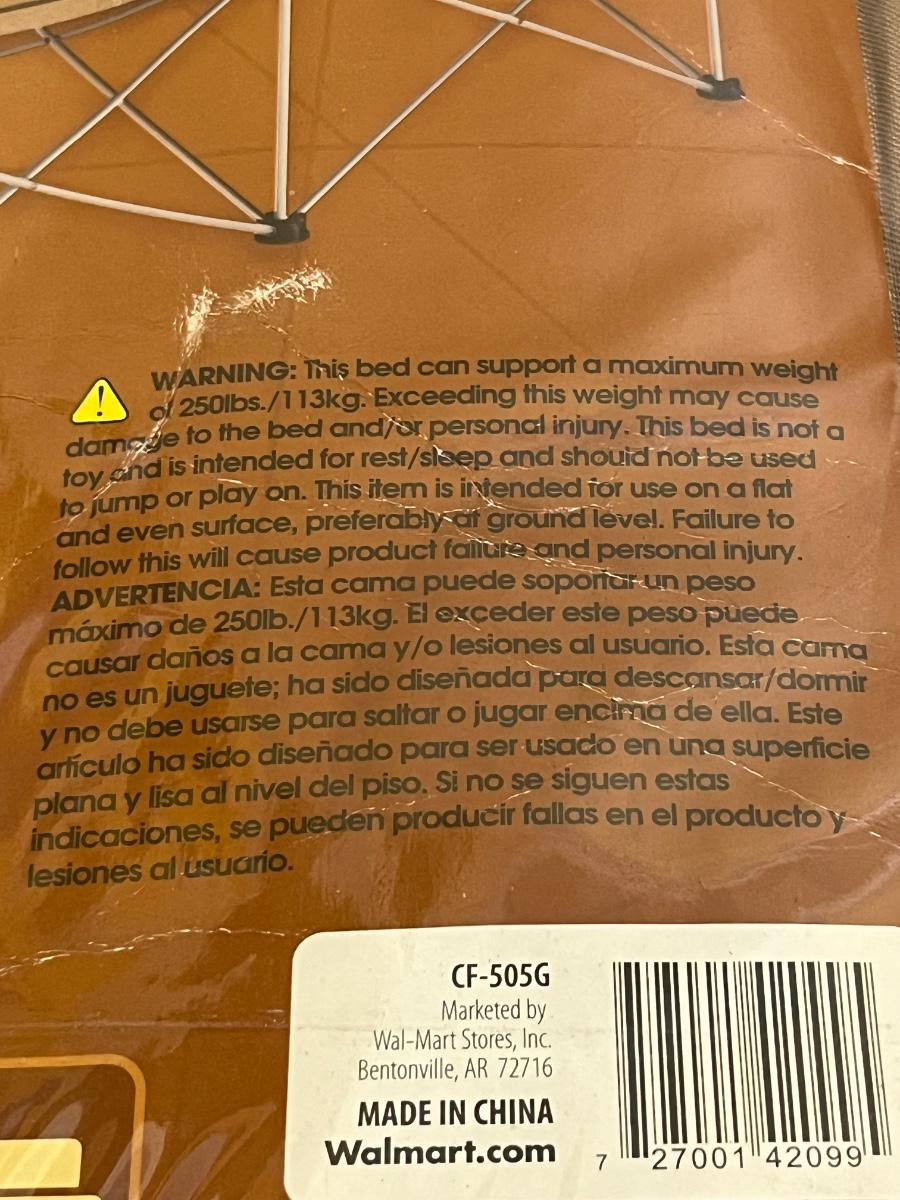 WARNING: This bed can support a maximum weight
of 250lbs./113kg. Exceeding this weight may cause
damage to the bed and/or personal injury. This bed is not a
toy and is intended for rest/sleep and should not be used
to jump or play on. This item is intended for use on a flat
and even surface, preferably at ground level. Failure to
follow this will cause product failure and personal injury.
ADVERTENCIA: Esta cama puede soportar un peso
máximo de 250lb./113kg. El exceder este peso puede
causar daños a la cama y/o lesiones al usuario. Esta cama
no es un juguete; ha sido diseñada para descansar/dormir
y no debe usarse para saltar o jugar encima de ella. Este
artículo ha sido diseñado para ser usado en una superficie
plana y lisa al nivel del piso. Si no se siguen estas
indicaciones, se pueden producir fallas en el producto y
lesiones al usuario.
CF-505G
Marketed by
Wal-Mart Stores, Inc.
Bentonville, AR 72716
MADE IN CHINA
Walmart.com
7 27001 42099